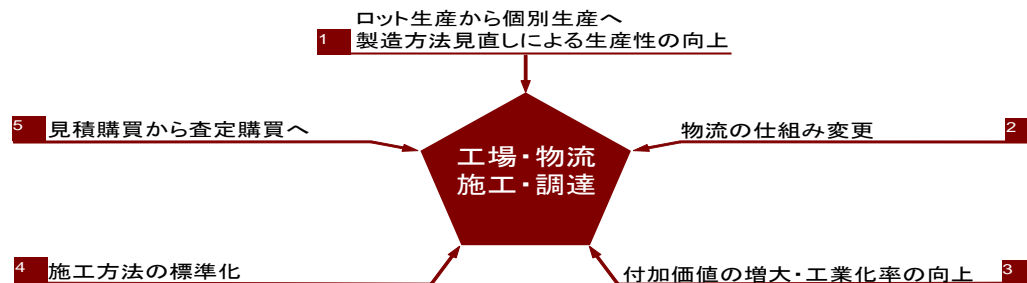 ロット生産から個別生産へ
1 製造方法見直しによる生産性の向上
5 見積購買から査定購買へ
物流の仕組み変更 2
工場・物流
施工・調達
4 施工方法の標準化
付加価値の増大・工業化率の向上 3